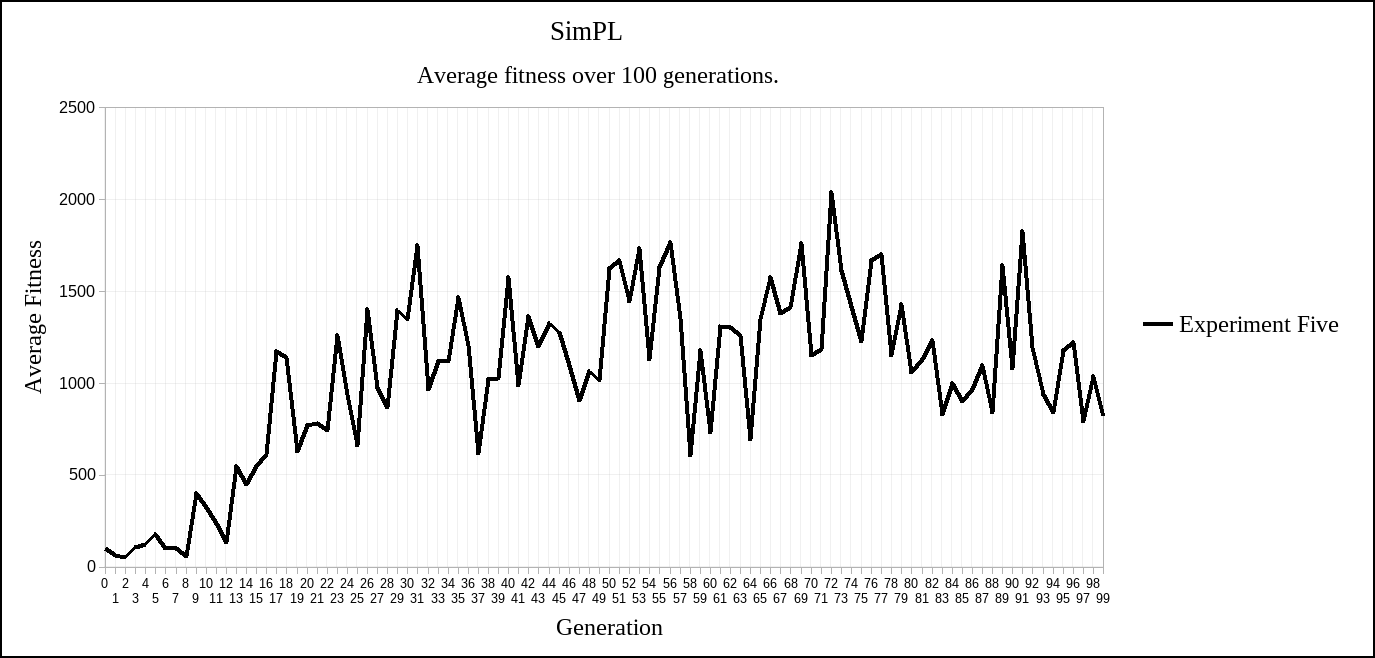 SimPL
Average fitness over 100 generations.
2500
2000
1500
1000
500
0
Average Fitness
0 2 4 6 8 10 12 14 16 18 20 22 24 26 28 30 32 34 36 38 40 42 44 46 48 50 52 54 56 58 60 62 64 66 68 70 72 74 76 78 80 82 84 86 88 90 92 94 96 98
1 3 5 7 9 11 13 15 17 19 21 23 25 27 29 31 33 35 37 39 41 43 45 47 49 51 53 55 57 59 61 63 65 67 69 71 73 75 77 79 81 83 85 87 89 91 93 95 97 99
Generation
Experiment Five